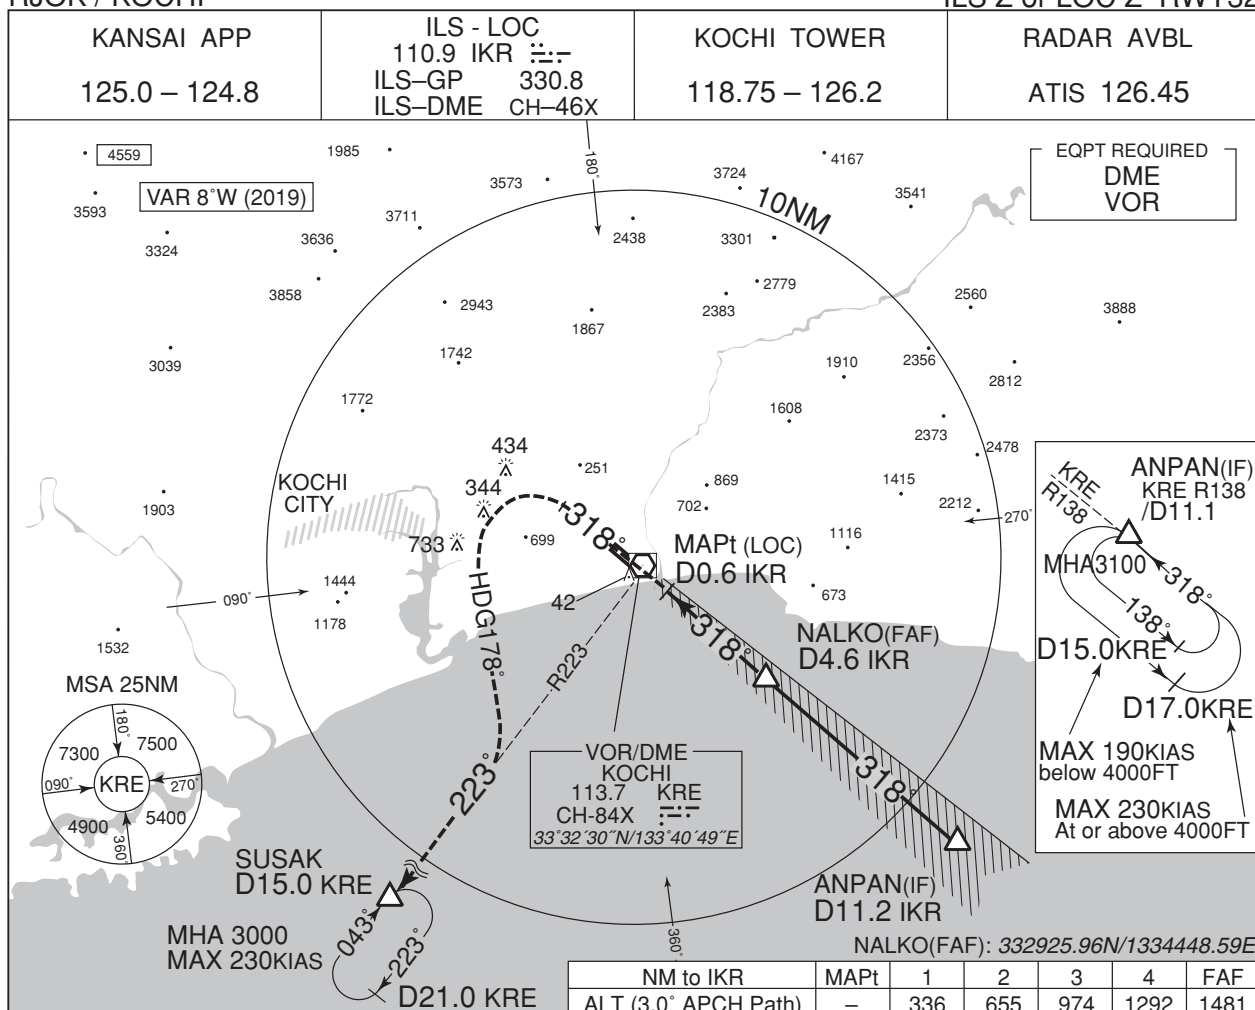 RJOK / KOCHI
ILS Z or LOC Z RWY32
KANSAI APP
125.0 – 124.8
ILS - LOC
110.9 IKR
ILS–GP 330.8
ILS–DME CH–46X
KOCHI TOWER
118.75 – 126.2
RADAR AVBL
ATIS 126.45
4559
1985
180°
4167
EQPT REQUIRED
DME
VOR
3573
3724
3541
3593
VAR 8°W (2019)
10NM
3711
3324
3636
2438
3301
3858
2943
2779
2383
2560
3888
1867
3039
1742
1910
2356
2812
1772
1608
2373
2478
434
251
KOCHI
CITY
344
869
1415
702
2212
270°
1903
733
699
318°
1116
MAPt (LOC)
D0.6 IKR
ANPAN(IF)
KRE R138
/D11.1
KRE
R138
MHA3100
318°
138°
D15.0KRE
D17.0KRE
MAX 190KIAS
below 4000FT
MAX 230KIAS
At or above 4000FT
1444
090°
1178
42
673
HDG178°
R223
318°
NALKO(FAF)
D4.6 IKR
1532
MSA 25NM
180°
7300
7500
090°
KRE
270°
4900
5400
360°
223°
VOR/DME
KOCHI
113.7 KRE
CH-84X
33°32´30˝N/133°40´49˝E
318°
SUSAK
D15.0 KRE
ANPAN(IF)
D11.2 IKR
MHA 3000
MAX 230KIAS
043°
223°
D21.0 KRE
360°
NALKO(FAF): 332925.96N/1334448.59E
NM to IKR MAPt 1 2 3 4 FAF
ALT (3.0° APCH Path) – 336 655 974 1292 1481